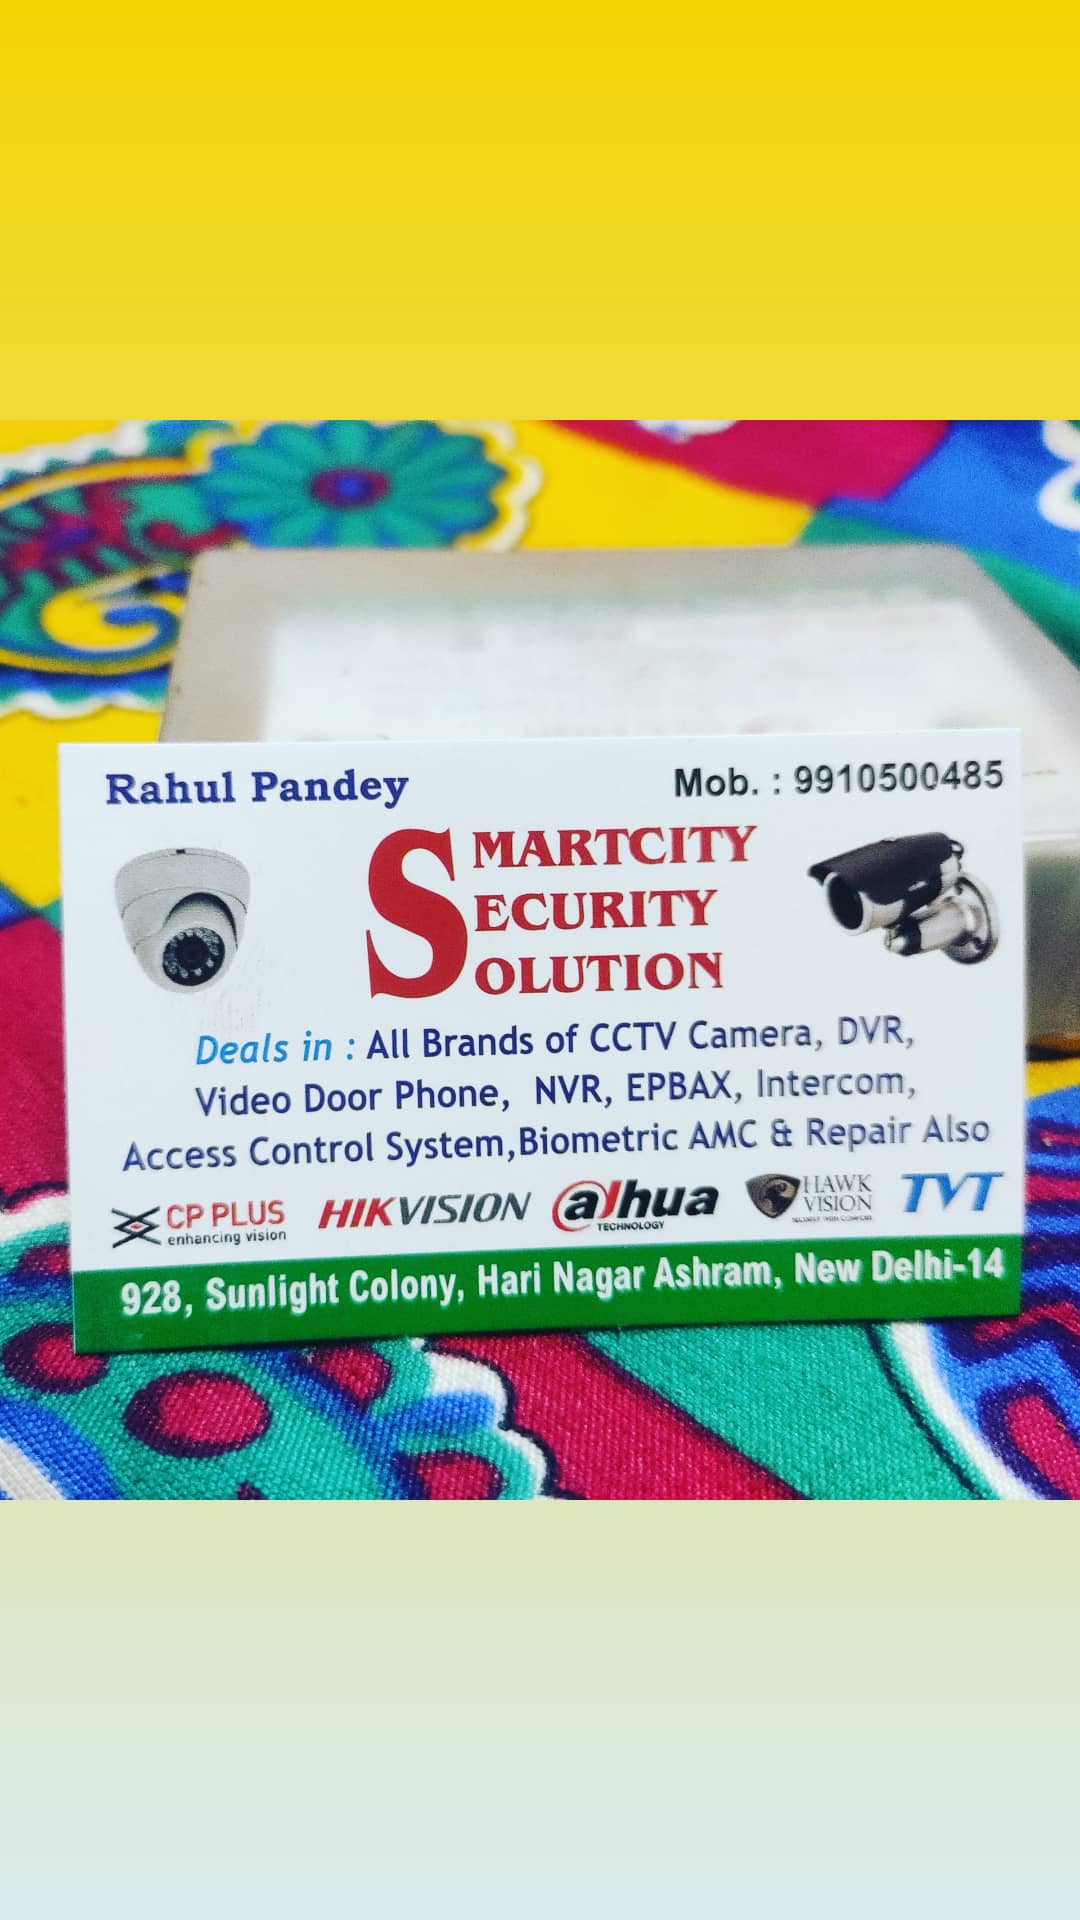 Rahul Pandey
Mob. : 9910500485
SMARTCITY
SECURITY
SOLUTION
Deals in : All Brands of CCTV Camera, DVR,
Video Door Phone, NVR, EPBAX, Intercom,
Access Control System,Biometric AMC & Repair Also
CP PLUS
enhancing vision
HIKVISION
alhua
TECHNOLOGY
HAWK
VISION
TVT
928, Sunlight Colony, Hari Nagar Ashram, New Delhi-14